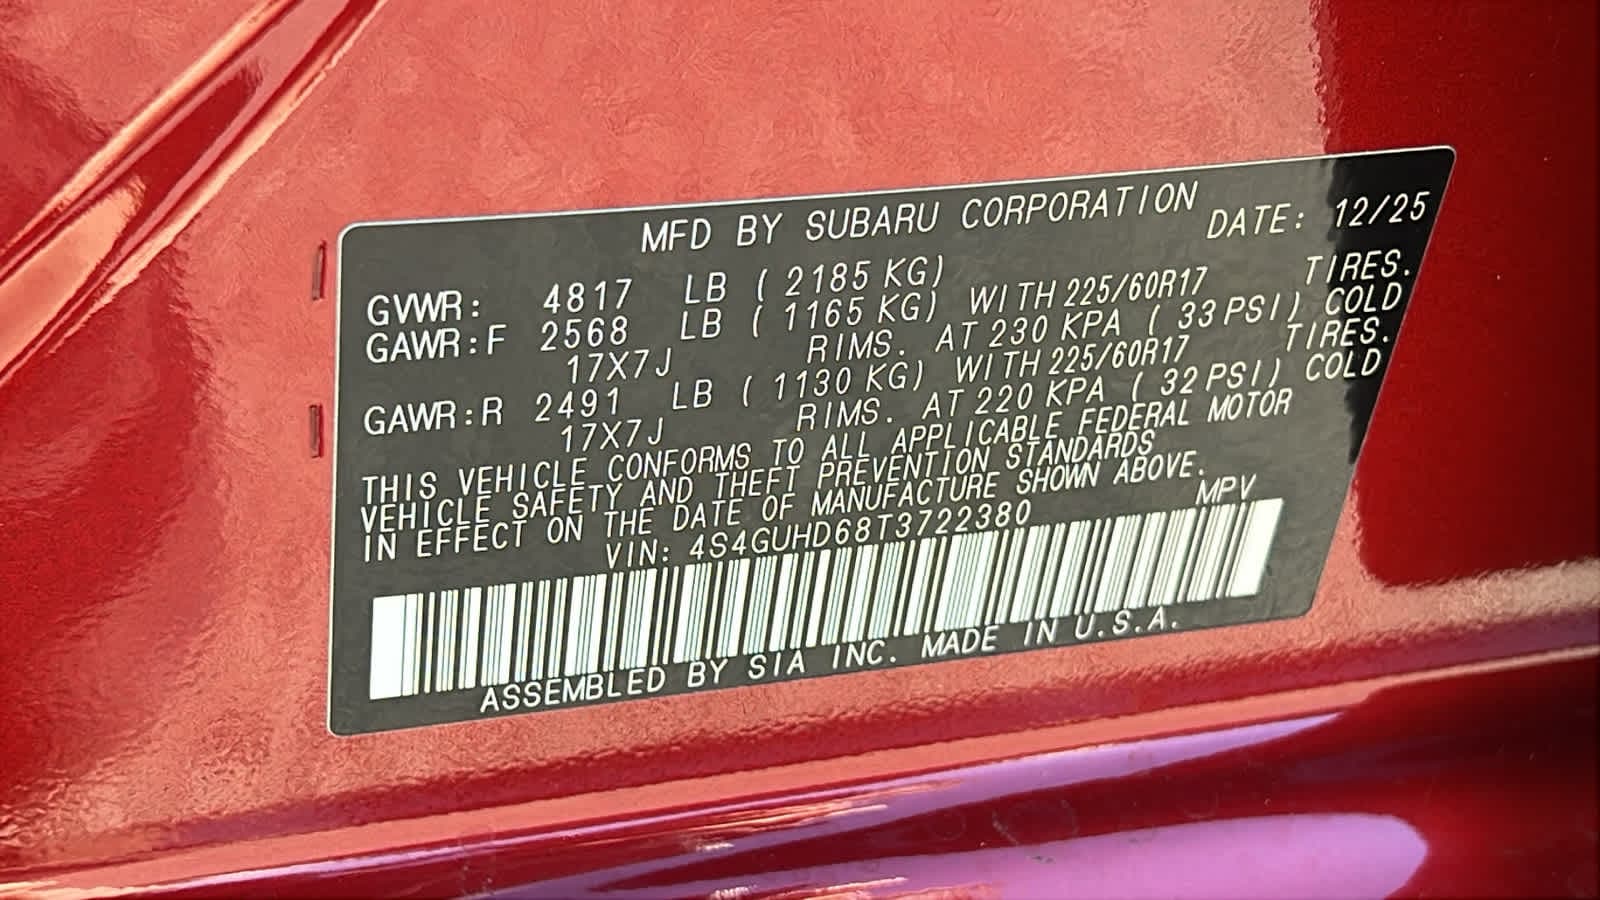 MFD BY SUBARU CORPORATION DATE: 12/25
GVWR: 4817 LB ( 2185 KG)
GAWR:F 2568 LB ( 1165 KG) WITH 225/60R17 TIRES.
17X7J RIMS. AT 230 KPA ( 33 PSI) COLD
GAWR:R 2491 LB ( 1130 KG) WITH 225/60R17 TIRES.
17X7J RIMS. AT 220 KPA ( 32 PSI) COLD
THIS VEHICLE CONFORMS TO ALL APPLICABLE FEDERAL MOTOR
VEHICLE SAFETY AND THEFT PREVENTION STANDARDS
IN EFFECT ON THE DATE OF MANUFACTURE SHOWN ABOVE.
VIN: 4S4GUHD68T3722380 MPV
ASSEMBLED BY SIA INC. MADE IN U.S.A.